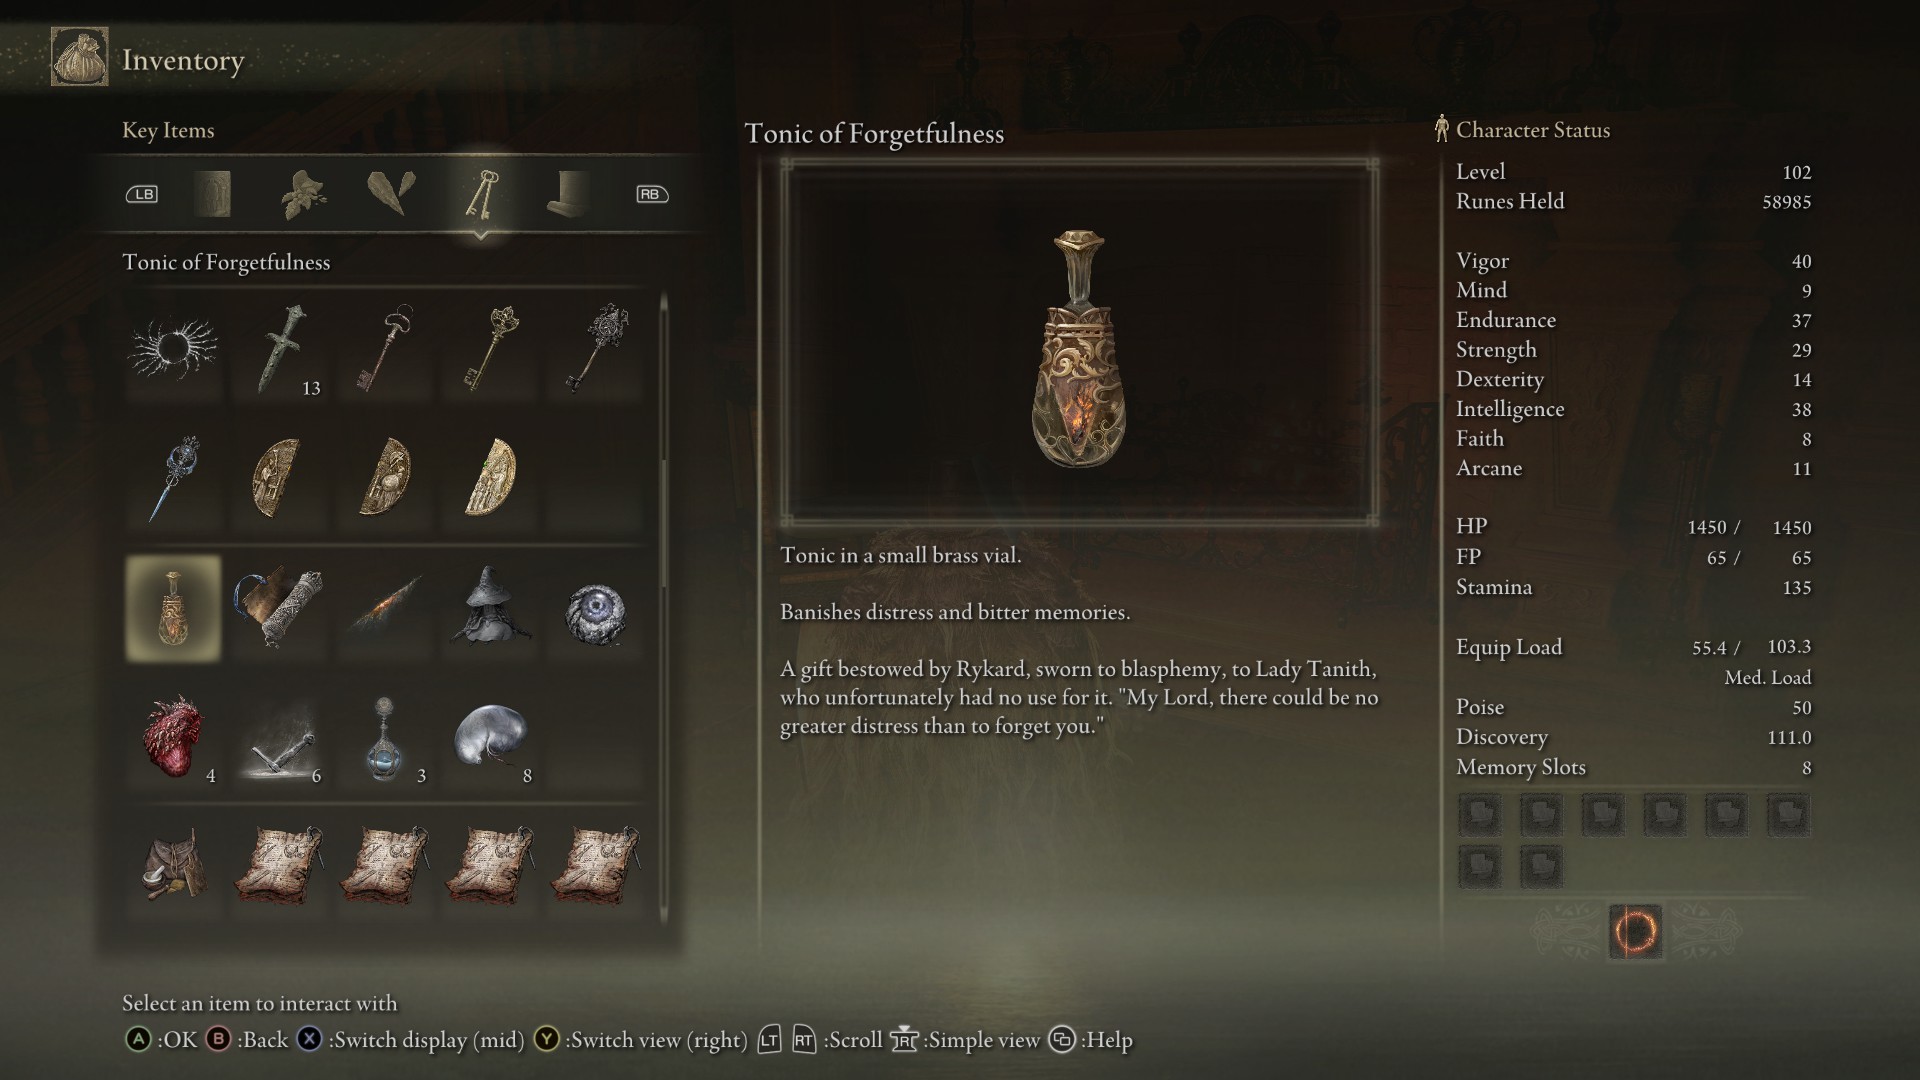 Inventory
Key Items
LB
RB
Tonic of Forgetfulness
13
4
6
3
8
Tonic of Forgetfulness
Tonic in a small brass vial.
Banishes distress and bitter memories.
A gift bestowed by Rykard, sworn to blasphemy, to Lady Tanith,
who unfortunately had no use for it. "My Lord, there could be no
greater distress than to forget you."
Character Status
Level 102
Runes Held 58985
Vigor 40
Mind 9
Endurance 37
Strength 29
Dexterity 14
Intelligence 38
Faith 8
Arcane 11
HP 1450 / 1450
FP 65 / 65
Stamina 135
Equip Load 55.4 / 103.3
Med. Load
Poise 50
Discovery 111.0
Memory Slots 8
Select an item to interact with
A :OK B :Back X :Switch display (mid) Y :Switch view (right) LT RT :Scroll R :Simple view :Help